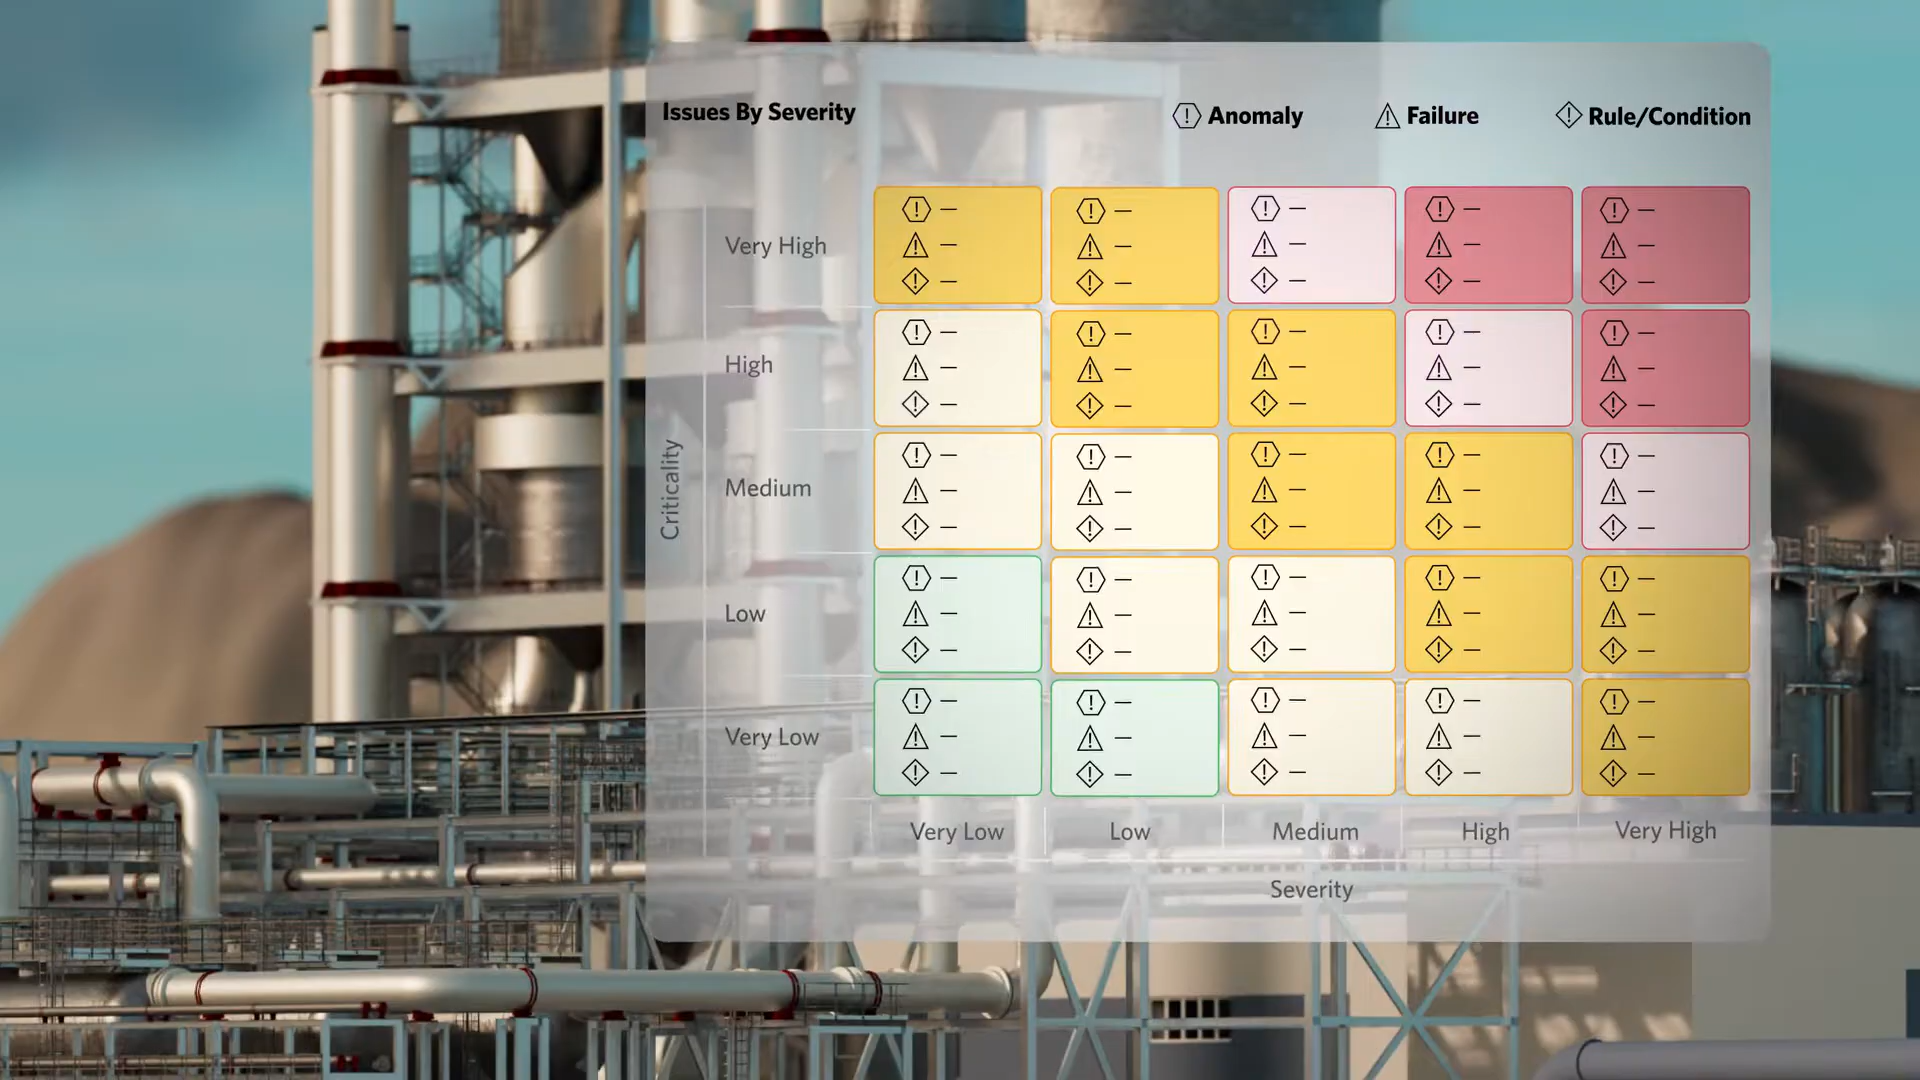 Issues By Severity
Anomaly
Failure
Rule/Condition
Criticality
Very High
High
Medium
Low
Very Low
Very Low
Low
Medium
High
Very High
Severity